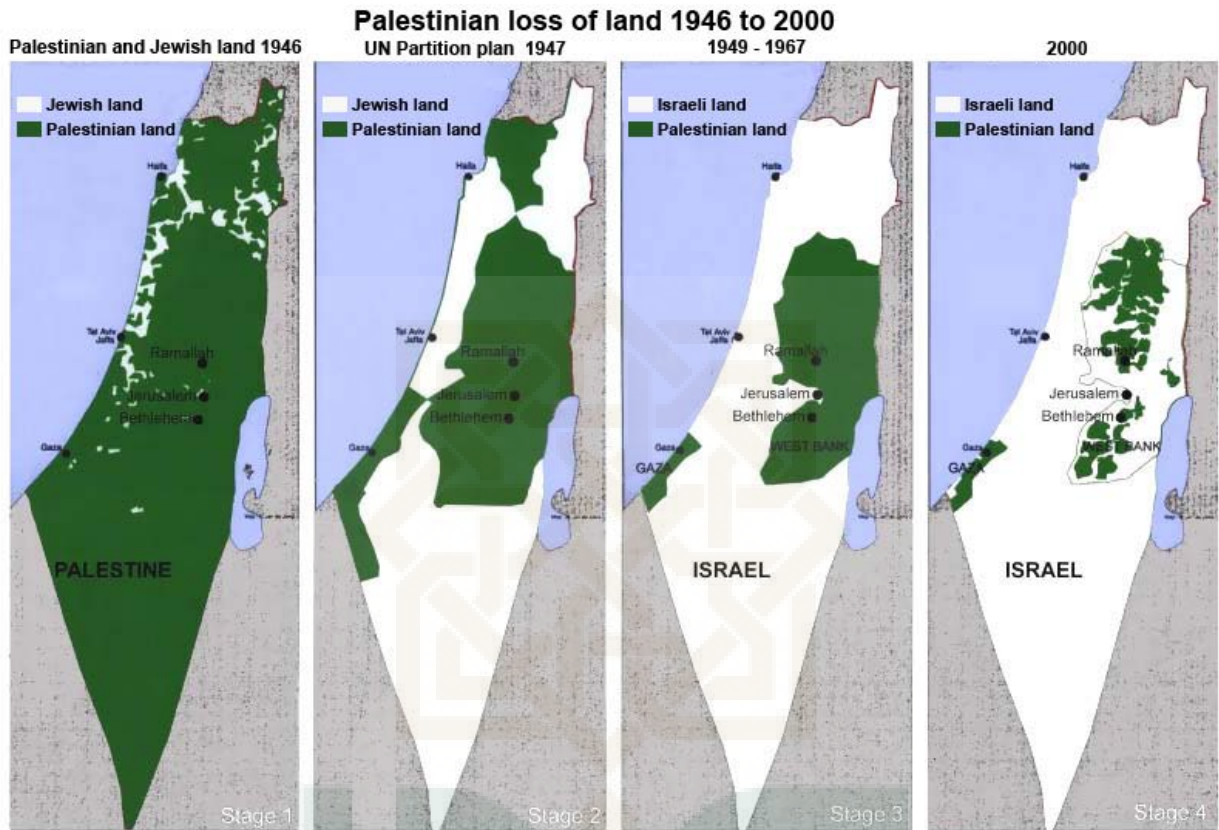 Palestinian loss of land 1946 to 2000
Palestinian and Jewish land 1946
Jewish land
Palestinian land
Haifa
Tel Aviv
Jaffa
Ramallah
Jerusalem
Bethlehem
Gaza
PALESTINE
Stage 1
UN Partition plan 1947
Jewish land
Palestinian land
Haifa
Tel Aviv
Jaffa
Ramallah
Jerusalem
Bethlehem
Gaza
Stage 2
1949 - 1967
Israeli land
Palestinian land
Haifa
Tel Aviv
Jaffa
Ramallah
Jerusalem
Bethlehem
Gaza
WEST BANK
GAZA
ISRAEL
Stage 3
2000
Israeli land
Palestinian land
Haifa
Tel Aviv
Jaffa
Ramallah
Jerusalem
Bethlehem
Gaza
WEST BANK
GAZA
ISRAEL
Stage 4